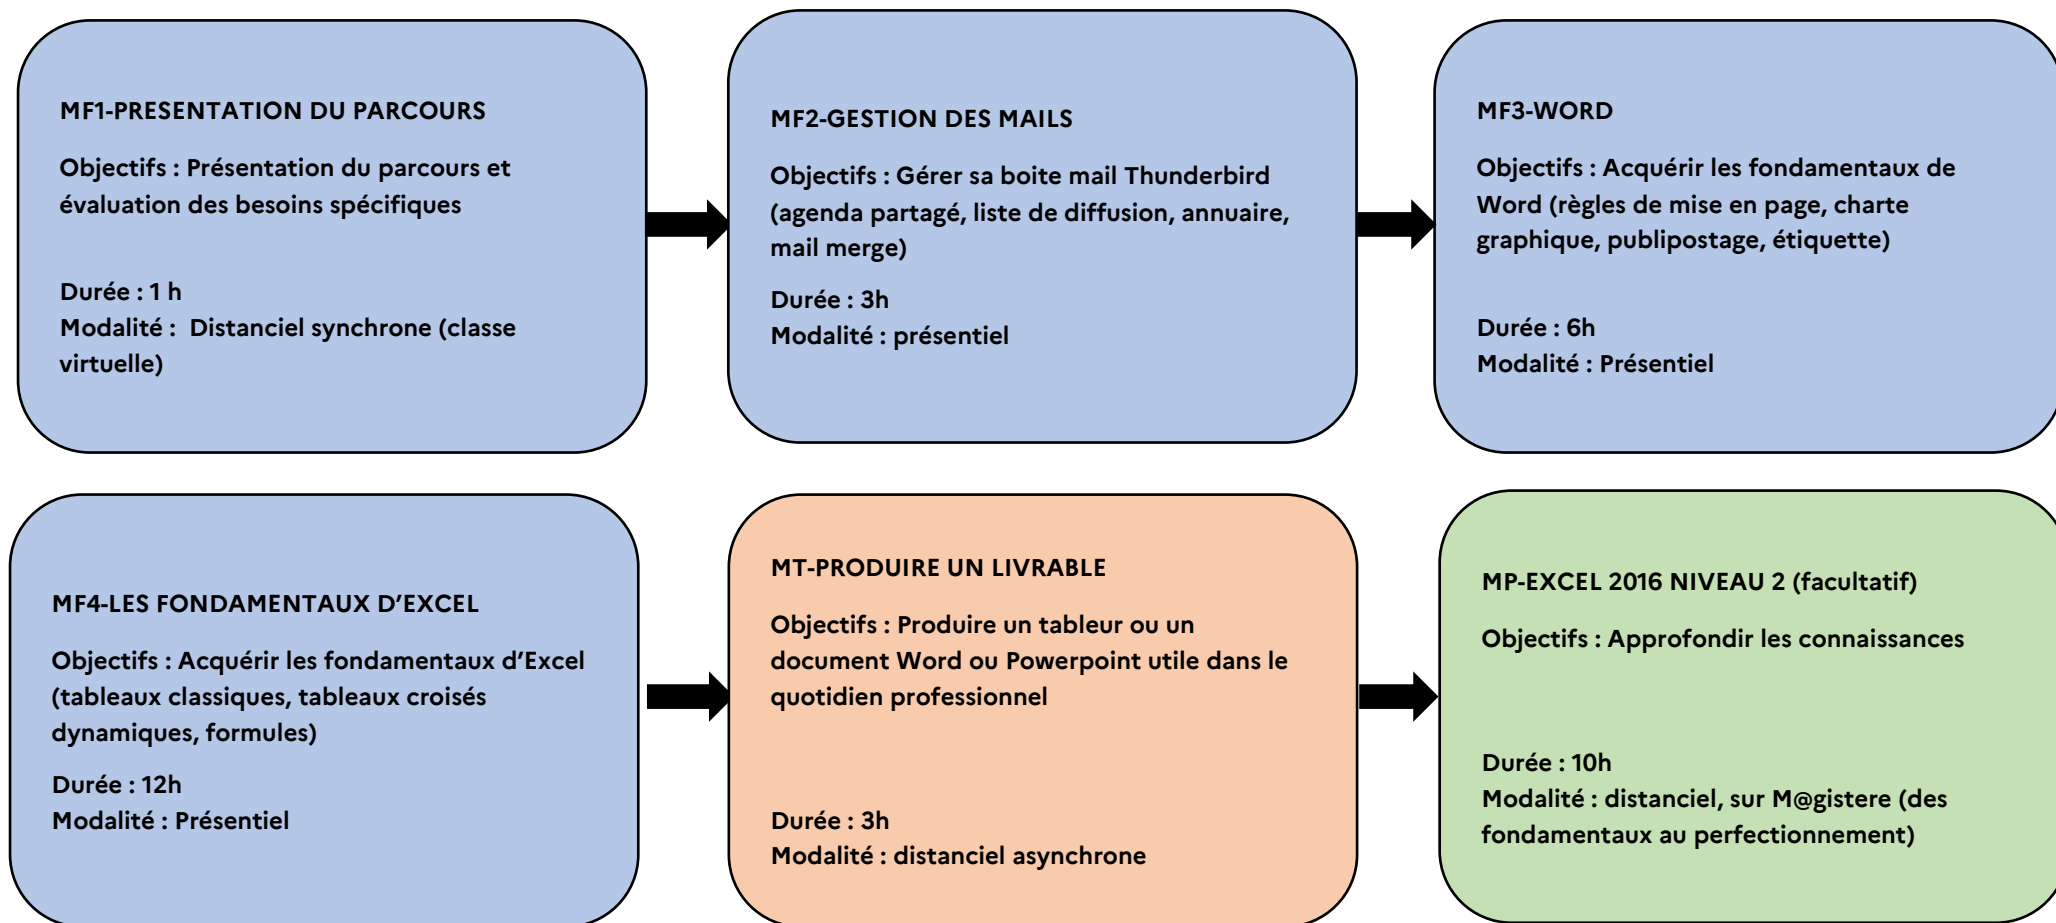 MF1-PRESENTATION DU PARCOURS
Objectifs : Présentation du parcours et
évaluation des besoins spécifiques
Durée : 1 h
Modalité :  Distanciel synchrone (classe
virtuelle)
MF2-GESTION DES MAILS
Objectifs : Gérer sa boite mail Thunderbird
(agenda partagé, liste de diffusion, annuaire,
mail merge)
Durée : 3h
Modalité : présentiel
MF3-WORD
Objectifs : Acquérir les fondamentaux de
Word (règles de mise en page, charte
graphique, publipostage, étiquette)
Durée : 6h
Modalité : Présentiel
MF4-LES FONDAMENTAUX D’EXCEL
Objectifs : Acquérir les fondamentaux d’Excel
(tableaux classiques, tableaux croisés
dynamiques, formules)
Durée : 12h
Modalité : Présentiel
MT-PRODUIRE UN LIVRABLE
Objectifs : Produire un tableur ou un
document Word ou Powerpoint utile dans le
quotidien professionnel
Durée : 3h
Modalité : distanciel asynchrone
MP-EXCEL 2016 NIVEAU 2 (facultatif)
Objectifs : Approfondir les connaissances
Durée : 10h
Modalité : distanciel, sur M@gistere (des
fondamentaux au perfectionnement)